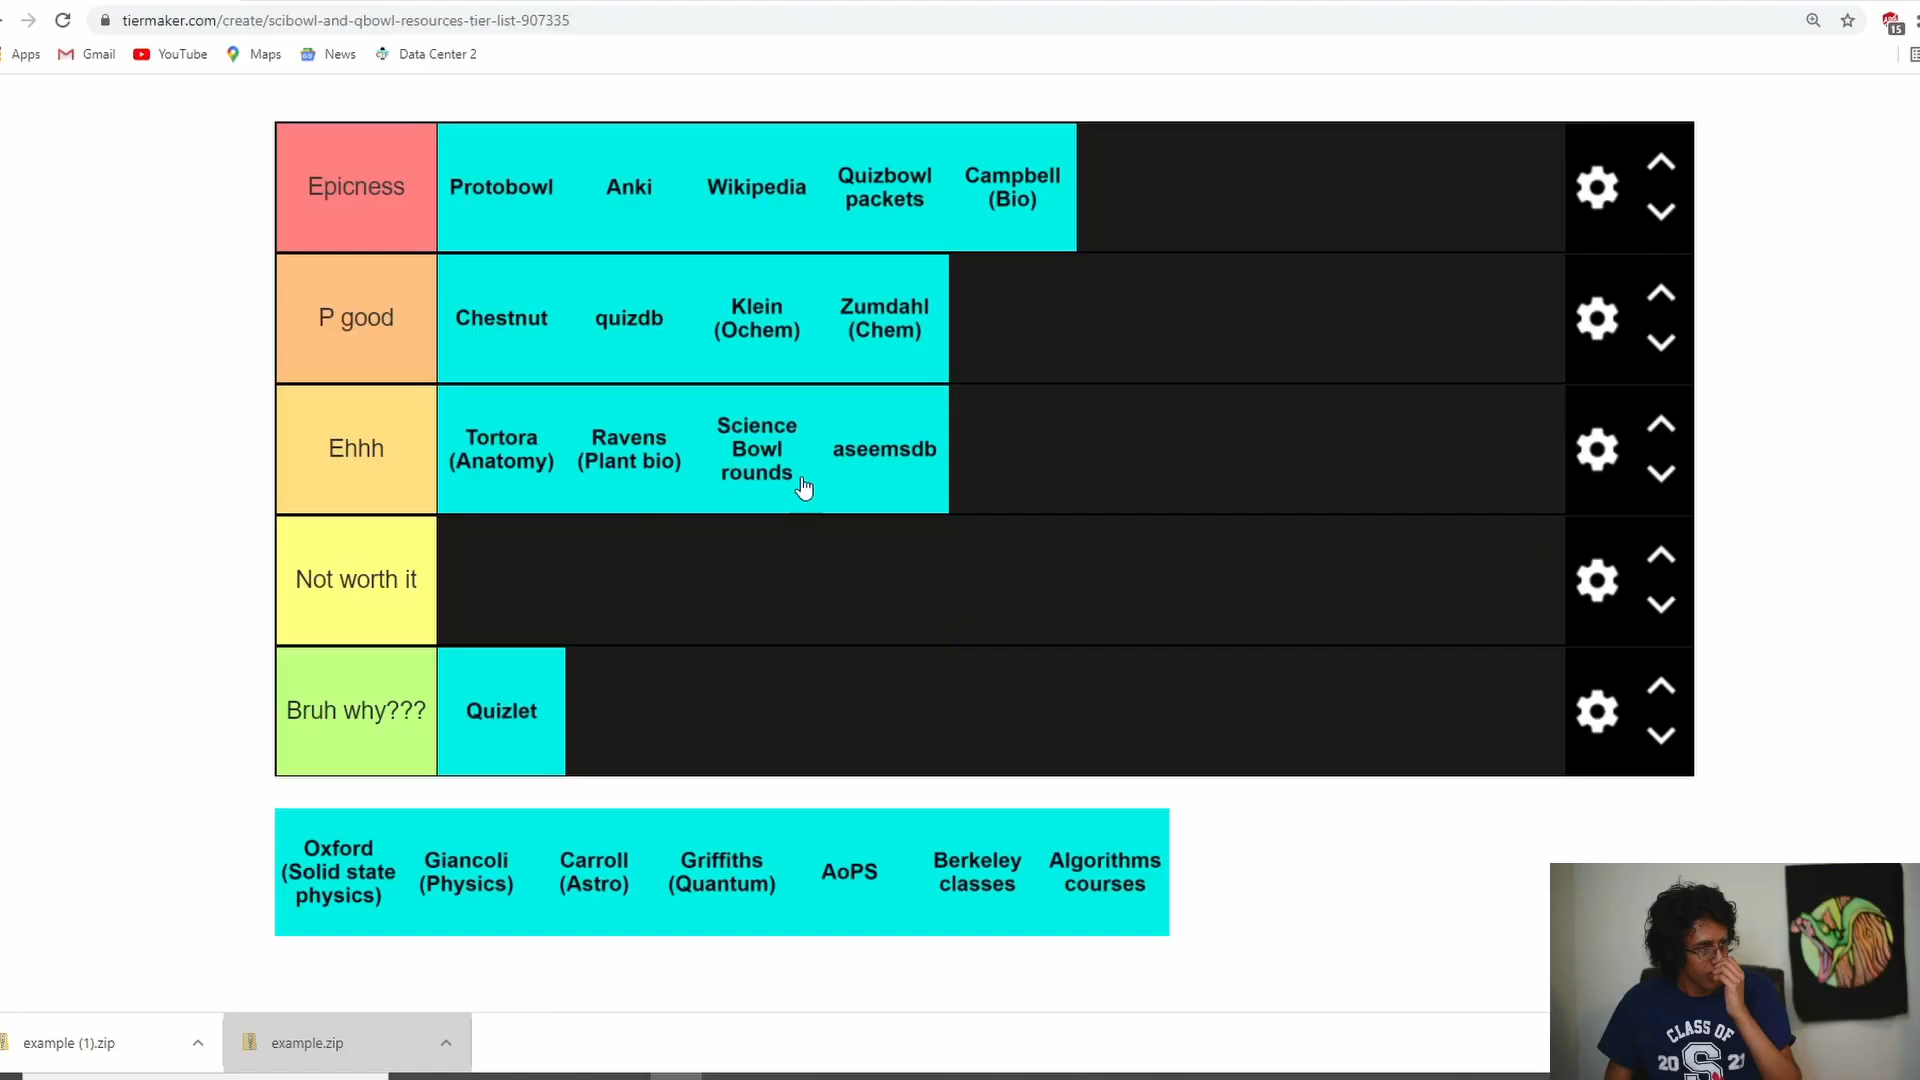 tiermaker.com/create/scibowl-and-qbowl-resources-tier-list-907335
15
Apps
Gmail
YouTube
Maps
News
Data Center 2
Epicness
Protobowl
Anki
Wikipedia
Quizbowl
packets
Campbell
(Bio)
P good
Chestnut
quizdb
Klein
(Ochem)
Zumdahl
(Chem)
Ehhh
Tortora
(Anatomy)
Ravens
(Plant bio)
Science
Bowl
rounds
aseemsdb
Not worth it
Bruh why???
Quizlet
Oxford
(Solid state
physics)
Giancoli
(Physics)
Carroll
(Astro)
Griffiths
(Quantum)
AoPS
Berkeley
classes
Algorithms
courses
example (1).zip
example.zip
CLASS OF
20 S 21